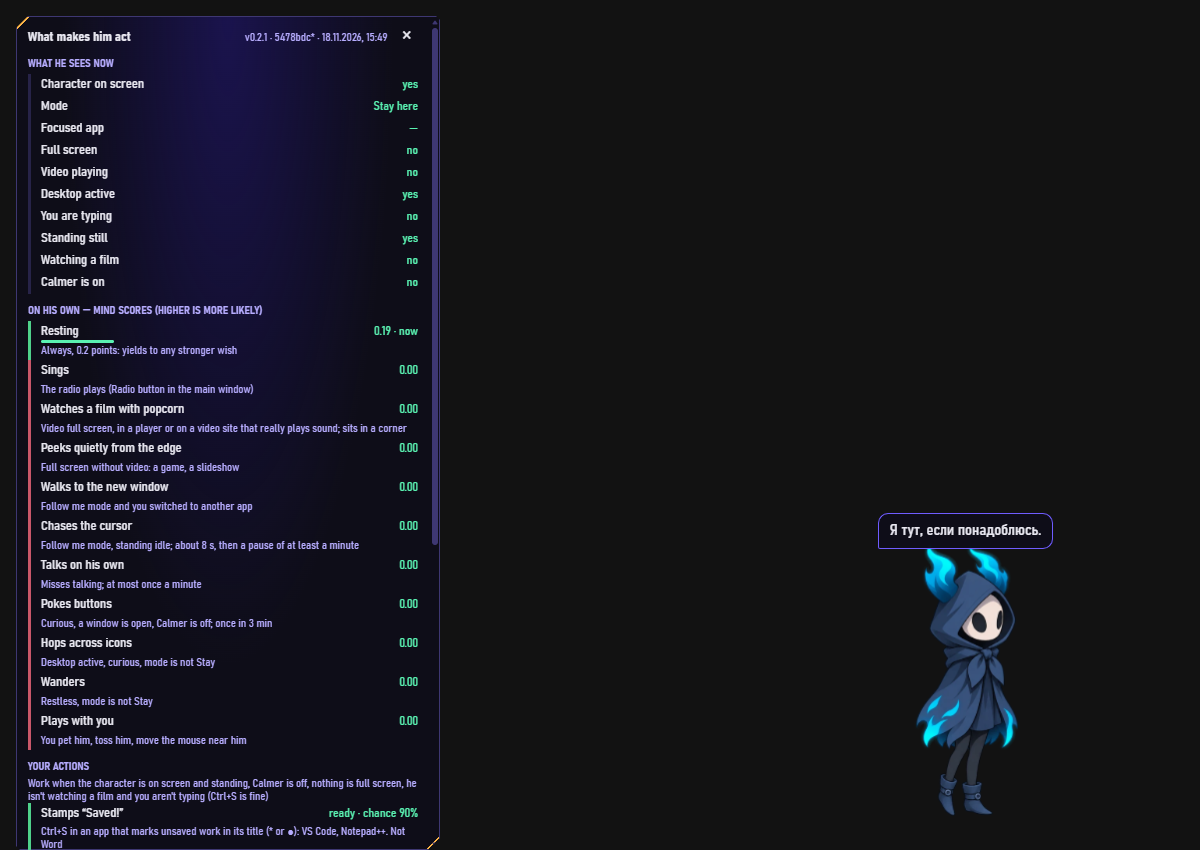 What makes him act
v0.2.1 · 5478bdc* · 18.11.2026, 15:49
×
WHAT HE SEES NOW
Character on screen yes
Mode Stay here
Focused app —
Full screen no
Video playing no
Desktop active yes
You are typing no
Standing still yes
Watching a film no
Calmer is on no
ON HIS OWN — MIND SCORES (HIGHER IS MORE LIKELY)
Resting 0.19 · now
Always, 0.2 points: yields to any stronger wish
Sings 0.00
The radio plays (Radio button in the main window)
Watches a film with popcorn 0.00
Video full screen, in a player or on a video site that really plays sound; sits in a corner
Peeks quietly from the edge 0.00
Full screen without video: a game, a slideshow
Walks to the new window 0.00
Follow me mode and you switched to another app
Chases the cursor 0.00
Follow me mode, standing idle; about 8 s, then a pause of at least a minute
Talks on his own 0.00
Misses talking; at most once a minute
Pokes buttons 0.00
Curious, a window is open, Calmer is off; once in 3 min
Hops across icons 0.00
Desktop active, curious, mode is not Stay
Wanders 0.00
Restless, mode is not Stay
Plays with you 0.00
You pet him, toss him, move the mouse near him
YOUR ACTIONS
Work when the character is on screen and standing, Calmer is off, nothing is full screen, he
isn't watching a film and you aren't typing (Ctrl+S is fine)
Stamps “Saved!” ready · chance 90%
Ctrl+S in an app that marks unsaved work in its title (* or ●): VS Code, Notepad++. Not
Word
Я тут, если понадоблюсь.